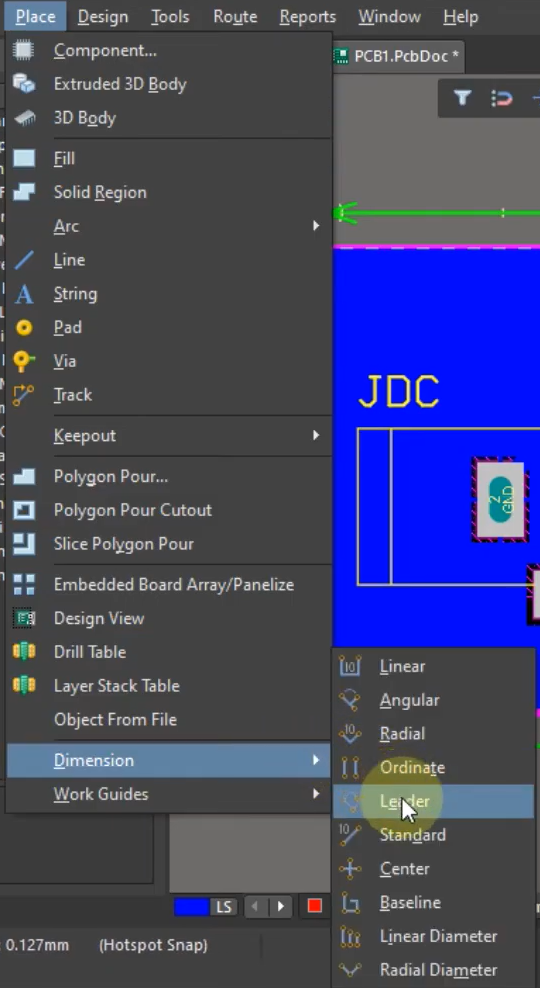 Place Design Tools Route Reports Window Help
Component...
PCB1.PcbDoc *
Extruded 3D Body
3D Body
Fill
Solid Region
Arc
Line
String
Pad
Via
Track
JDC
Keepout
Polygon Pour...
2
GND
Polygon Pour Cutout
Slice Polygon Pour
Embedded Board Array/Panelize
Design View
Drill Table
Layer Stack Table
Object From File
Dimension
Work Guides
Linear
Angular
Radial
Ordinate
Leader
Standard
Center
Baseline
Linear Diameter
Radial Diameter
LS
: 0.127mm (Hotspot Snap)